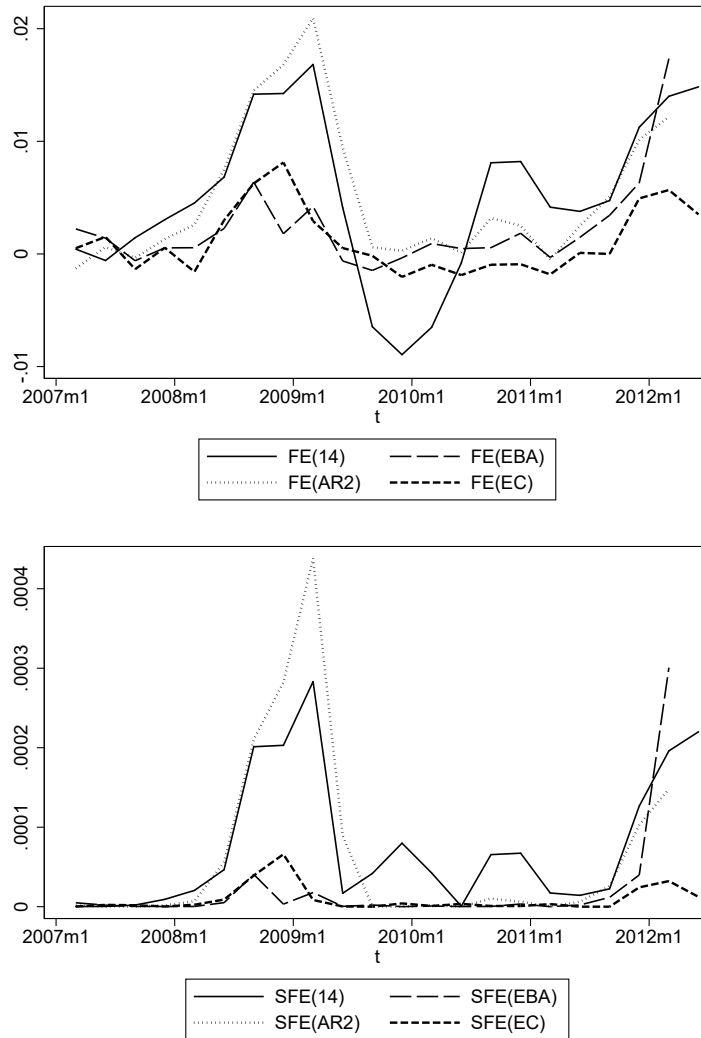 .02
.01
0
-.01
2007m1 2008m1 2009m1 2010m1 2011m1 2012m1
t
FE(14) FE(EBA)
FE(AR2) FE(EC)
.0004
.0003
.0002
.0001
0
2007m1 2008m1 2009m1 2010m1 2011m1 2012m1
t
SFE(14) SFE(EBA)
SFE(AR2) SFE(EC)